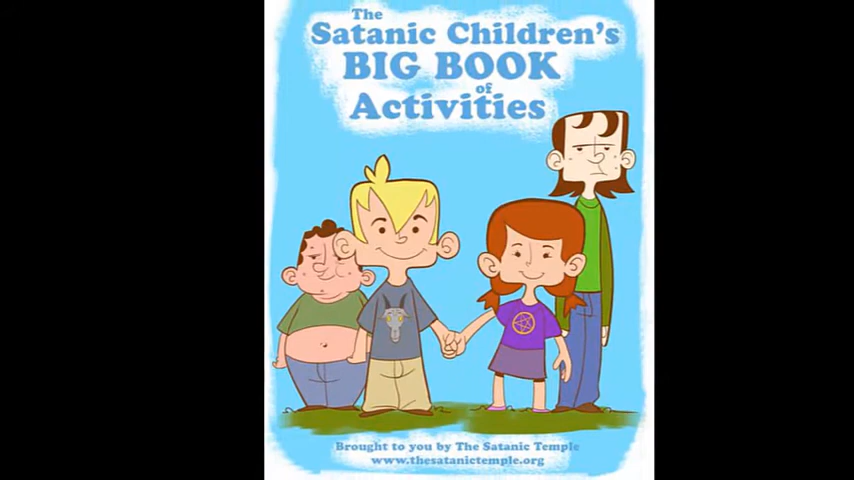 The
Satanic Children's
BIG BOOK
of
Activities
Brought to you by The Satanic Temple
www.thesatanictemple.org